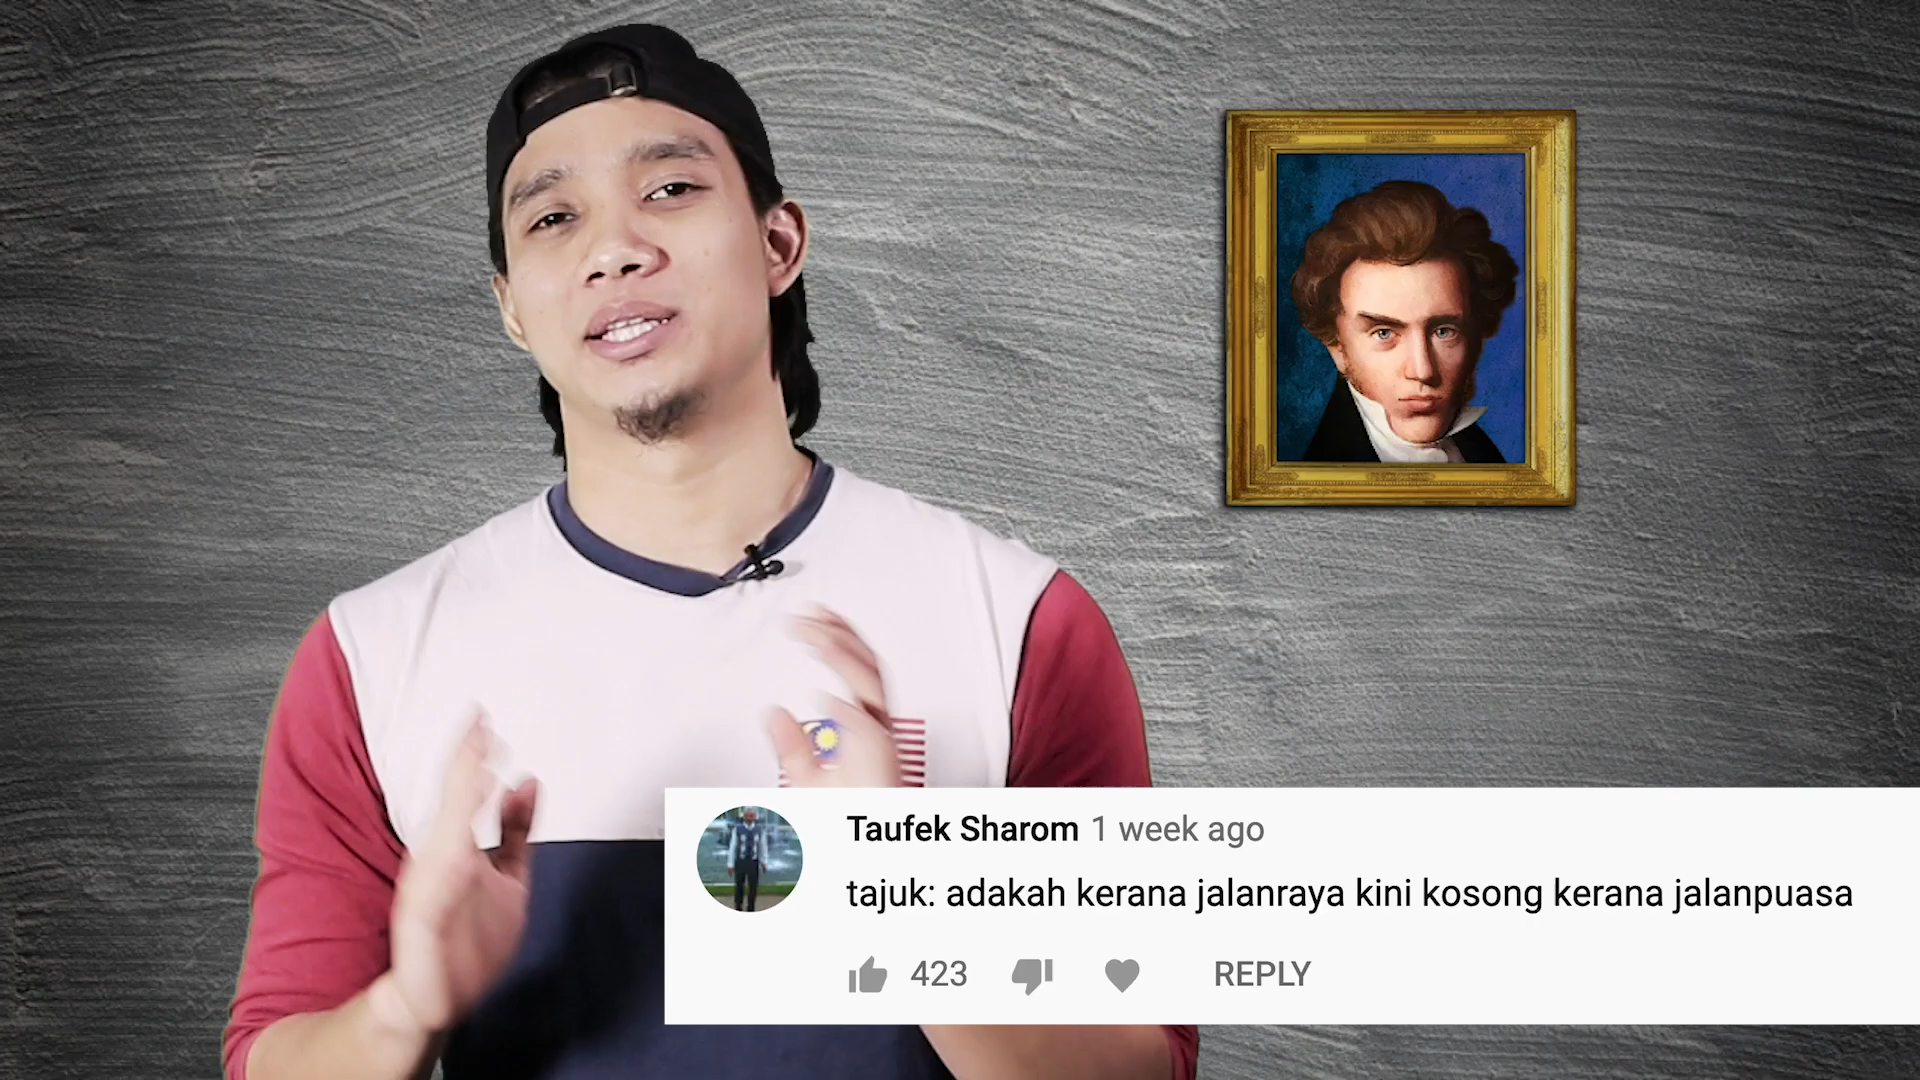 Taufek Sharom 1 week ago
tajuk: adakah kerana jalanraya kini kosong kerana jalanpuasa
423
REPLY